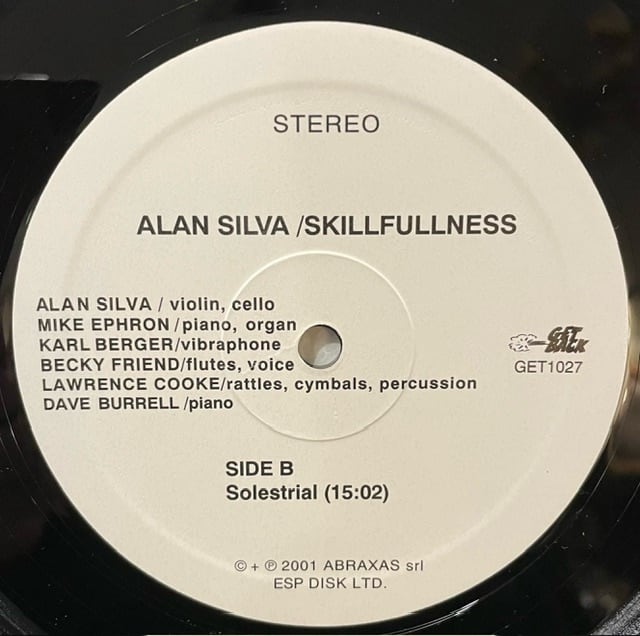 STEREO
ALAN SILVA /SKILLFULLNESS
ALAN SILVA / violin, cello
MIKE EPHRON /piano, organ
KARL BERGER/vibraphone
BECKY FRIEND/flutes, voice
LAWRENCE COOKE/rattles, cymbals, percussion
DAVE BURRELL /piano
GET
BACK
GET1027
SIDE B
Solestrial (15:02)
© + ℗ 2001 ABRAXAS srl
ESP DISK LTD.